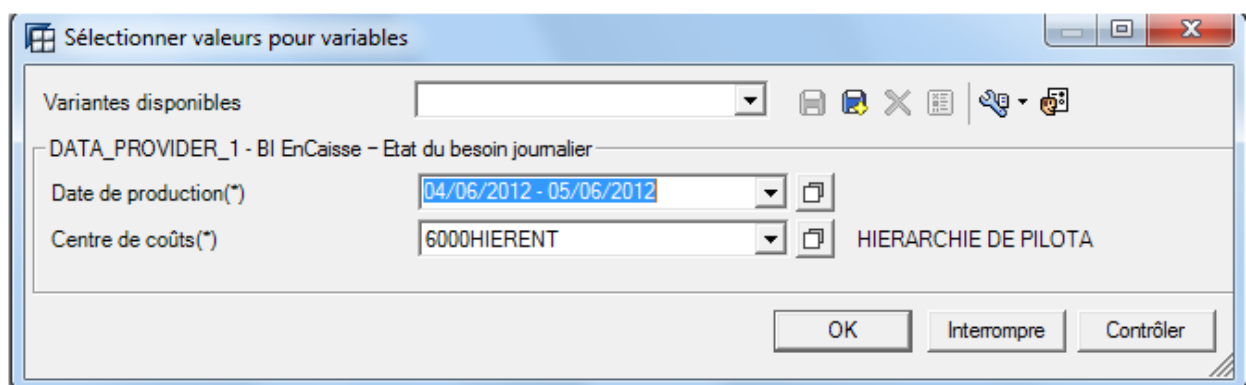 Sélectionner valeurs pour variables
Variantes disponibles
DATA_PROVIDER_1 - BI EnCaisse – Etat du besoin journalier
Date de production(*) 04/06/2012 - 05/06/2012
Centre de coûts(*) 6000HIERENT HIERARCHIE DE PILOTA
OK Interrompre Contrôler